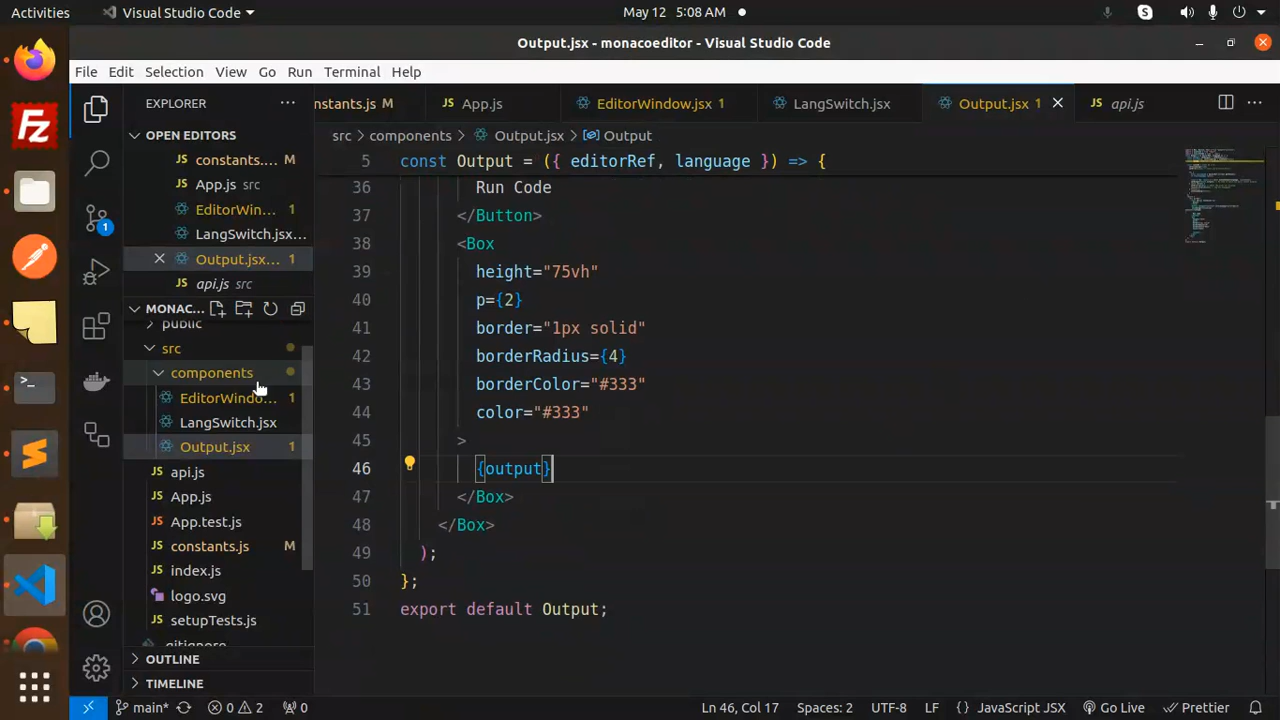 Activities
Visual Studio Code
May 12 5:08 AM
Output.jsx - monacoeditor - Visual Studio Code
File Edit Selection View Go Run Terminal Help
EXPLORER
onstants.js M
App.js
EditorWindow.jsx 1
LangSwitch.jsx
Output.jsx 1
api.js
OPEN EDITORS
constants.... M
App.js src
EditorWin... 1
LangSwitch.jsx...
Output.jsx... 1
api.js src
MONAC...
public
src
components
EditorWindo... 1
LangSwitch.jsx
Output.jsx 1
api.js
App.js
App.test.js
constants.js M
index.js
logo.svg
setupTests.js
.gitignore
OUTLINE
TIMELINE
src > components > Output.jsx > Output
5 const Output = ({ editorRef, language }) => {
36 Run Code
37 </Button>
38 <Box
39 height="75vh"
40 p={2}
41 border="1px solid"
42 borderRadius={4}
43 borderColor="#333"
44 color="#333"
45 >
46 {output}
47 </Box>
48 </Box>
49 );
50 };
51 export default Output;
main* 0 2 0
Ln 46, Col 17 Spaces: 2 UTF-8 LF {} JavaScript JSX Go Live Prettier